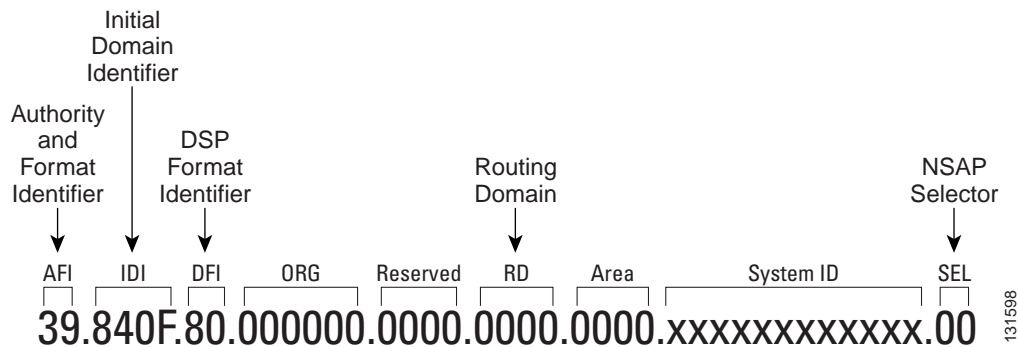 Initial
Domain
Identifier
Authority
and
Format
Identifier
DSP
Format
Identifier
Routing
Domain
NSAP
Selector
AFI IDI DFI ORG Reserved RD Area System ID SEL
39.840F.80.000000.0000.0000.0000.xxxxxxxxxxxx.00
131598